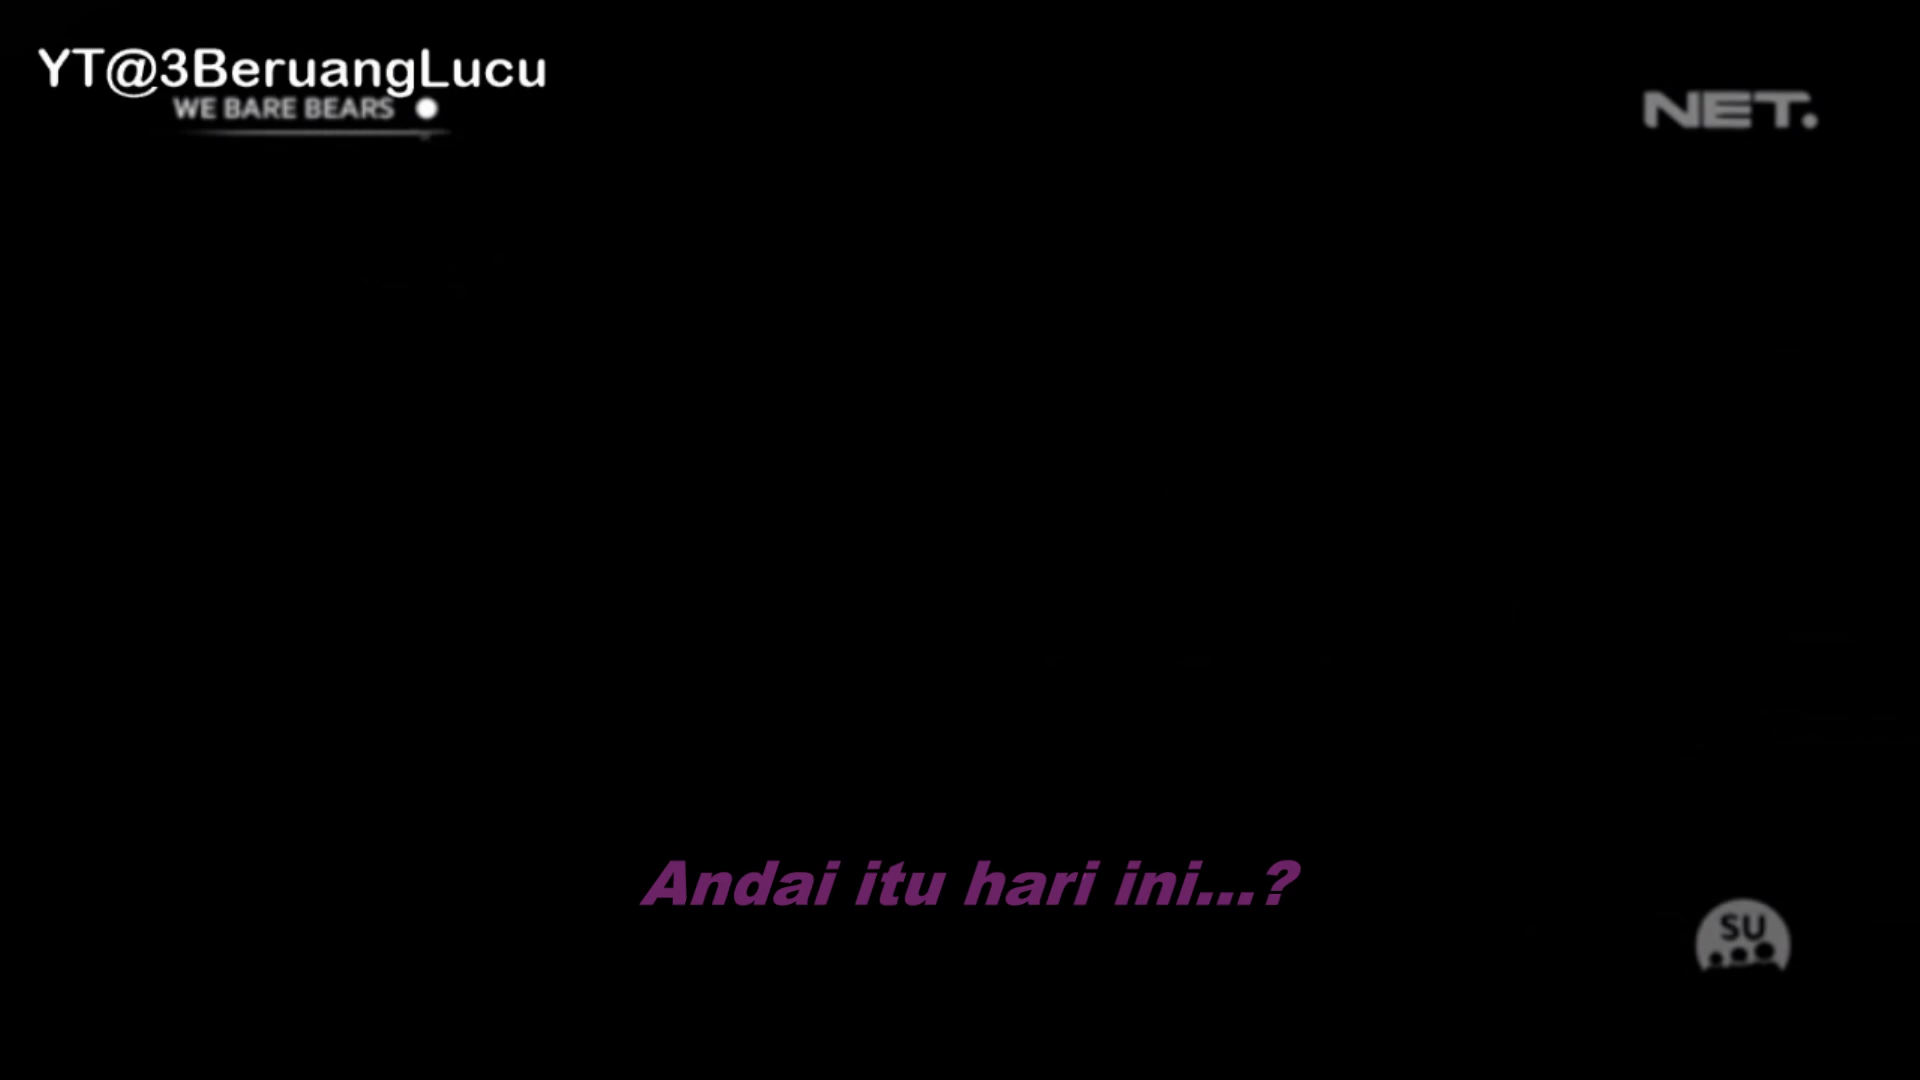 YT@3BeruangLucu
WE BARE BEARS
NET.
Andai itu hari ini...?
SU